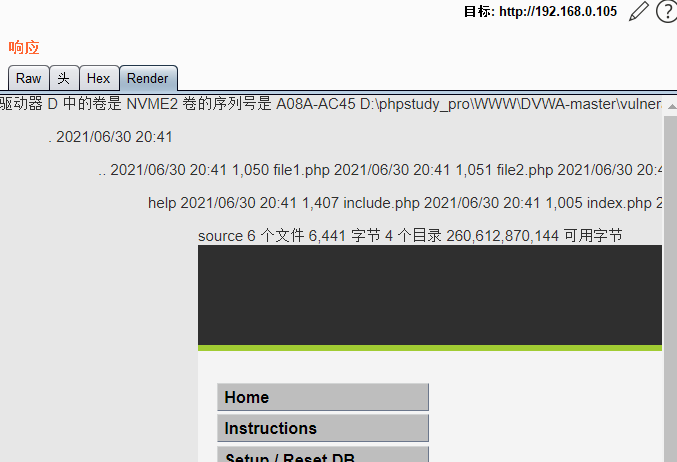 目标: http://192.168.0.105
响应
Raw 头 Hex Render
驱动器 D 中的卷是 NVME2 卷的序列号是 A08A-AC45 D:\phpstudy_pro\WWW\DVWA-master\vulner
. 2021/06/30 20:41
.. 2021/06/30 20:41 1,050 file1.php 2021/06/30 20:41 1,051 file2.php 2021/06/30 20:4
help 2021/06/30 20:41 1,407 include.php 2021/06/30 20:41 1,005 index.php 2
source 6 个文件 6,441 字节 4 个目录 260,612,870,144 可用字节
Home
Instructions
Setup / Reset DB